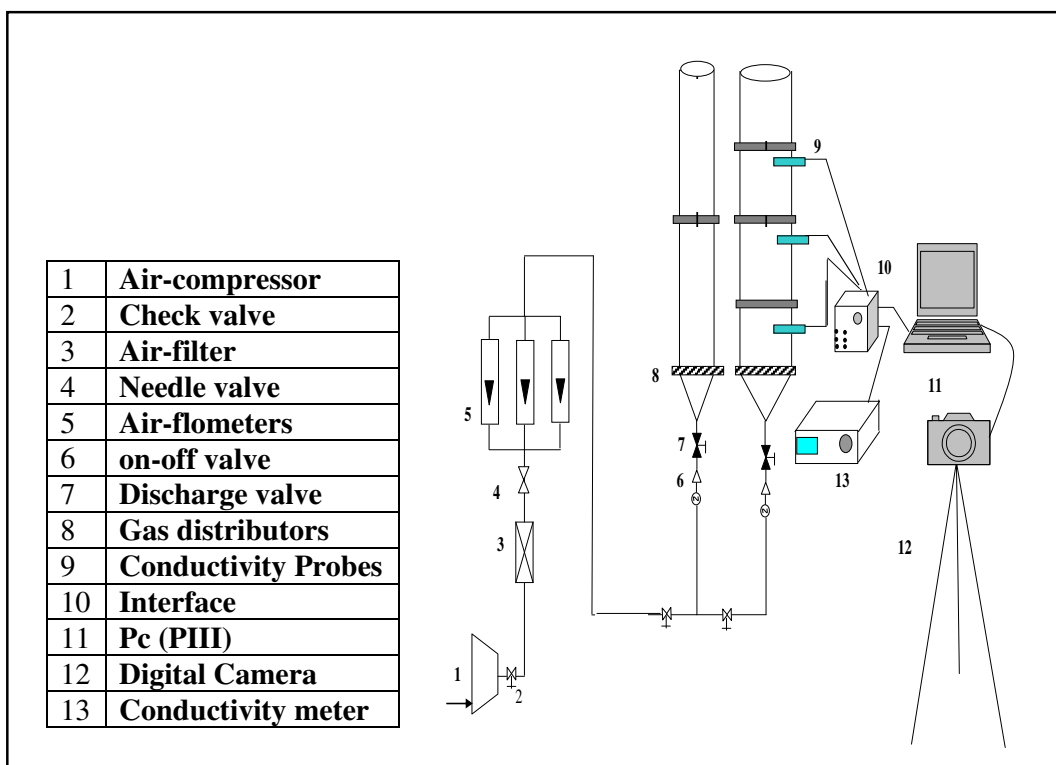 1 Air-compressor
2 Check valve
3 Air-filter
4 Needle valve
5 Air-flometers
6 on-off valve
7 Discharge valve
8 Gas distributors
9 Conductivity Probes
10 Interface
11 Pc (PIII)
12 Digital Camera
13 Conductivity meter
9
10
8
11
5
7
6
13
4
3
12
1
2
N
N